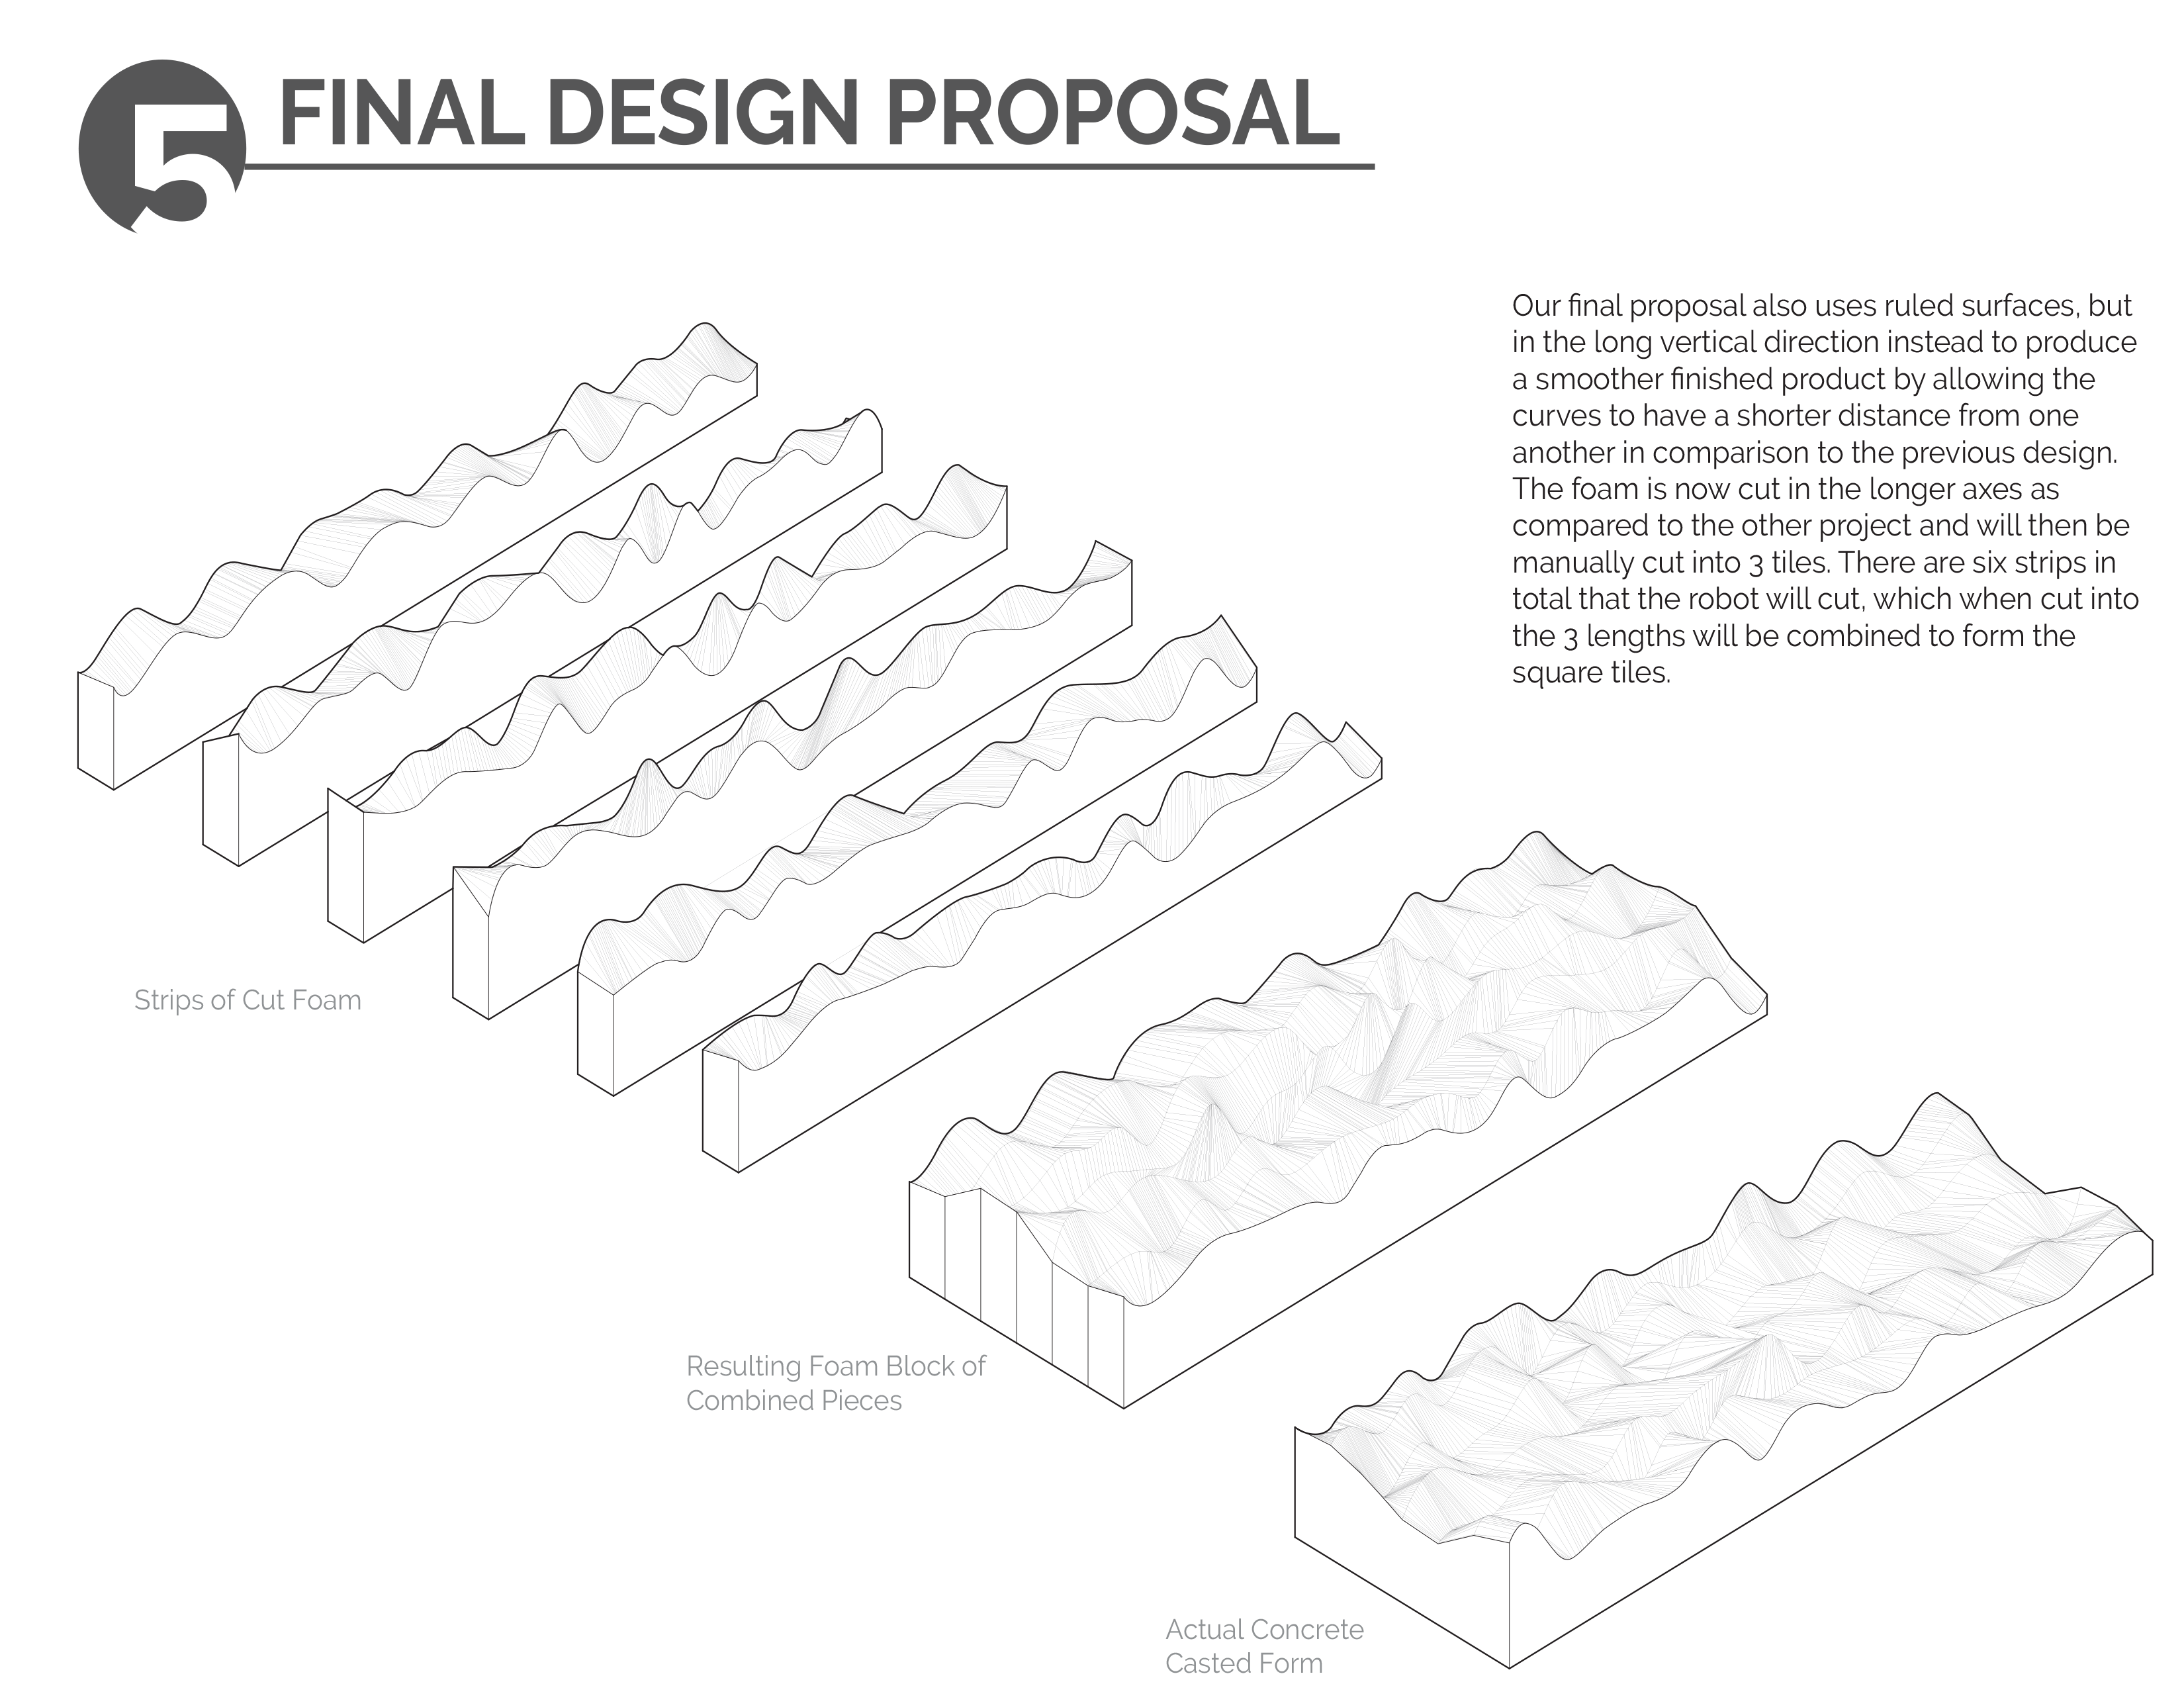 5 FINAL DESIGN PROPOSAL
Our final proposal also uses ruled surfaces, but
in the long vertical direction instead to produce
a smoother finished product by allowing the
curves to have a shorter distance from one
another in comparison to the previous design.
The foam is now cut in the longer axes as
compared to the other project and will then be
manually cut into 3 tiles. There are six strips in
total that the robot will cut, which when cut into
the 3 lengths will be combined to form the
square tiles.
Strips of Cut Foam
Resulting Foam Block of
Combined Pieces
Actual Concrete
Casted Form